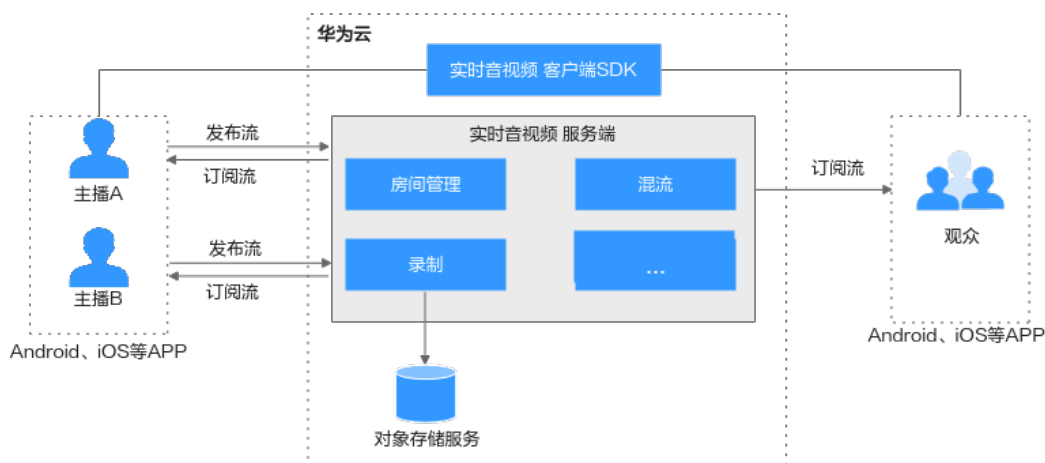 华为云
实时音视频 客户端SDK
实时音视频 服务端
发布流
订阅流
主播A
房间管理
混流
订阅流
观众
发布流
订阅流
主播B
录制
...
Android、iOS等APP
Android、iOS等APP
对象存储服务